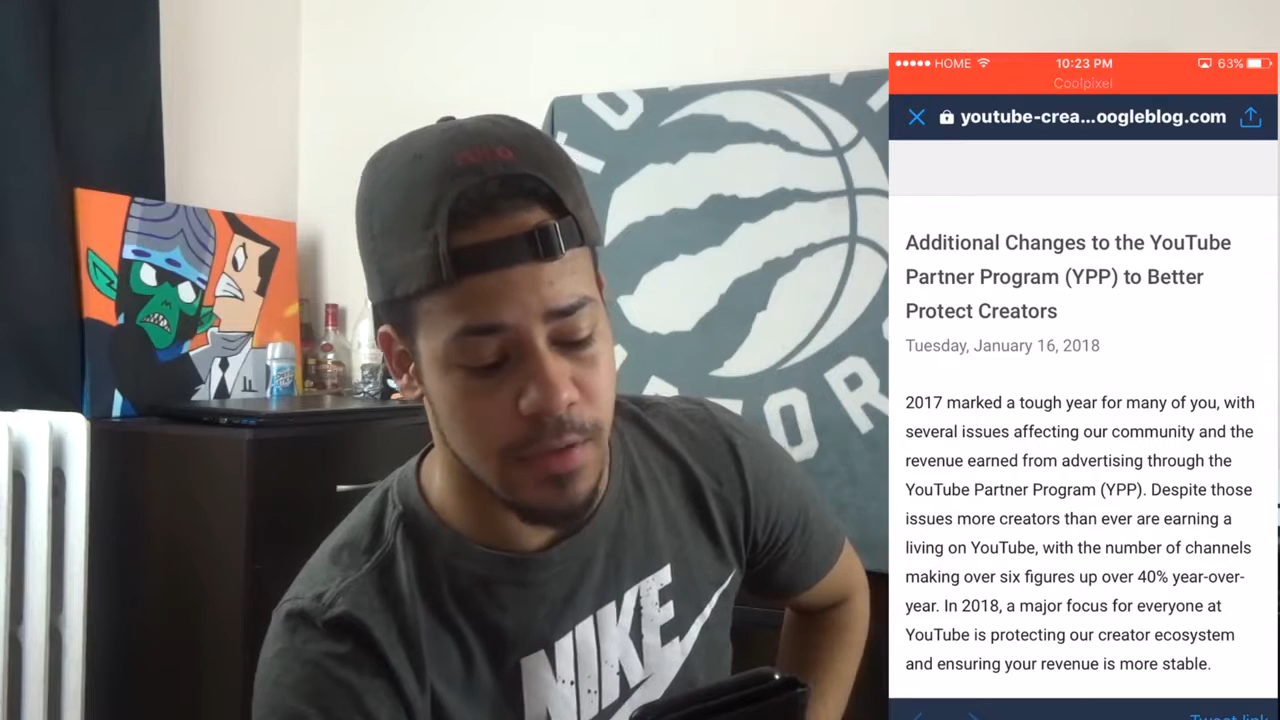 HOME
10:23 PM
63%
Coolpixel
youtube-crea...oogleblog.com
Additional Changes to the YouTube
Partner Program (YPP) to Better
Protect Creators
Tuesday, January 16, 2018
2017 marked a tough year for many of you, with
several issues affecting our community and the
revenue earned from advertising through the
YouTube Partner Program (YPP). Despite those
issues more creators than ever are earning a
living on YouTube, with the number of channels
making over six figures up over 40% year-over-
year. In 2018, a major focus for everyone at
YouTube is protecting our creator ecosystem
and ensuring your revenue is more stable.
Tweet link
NIKE